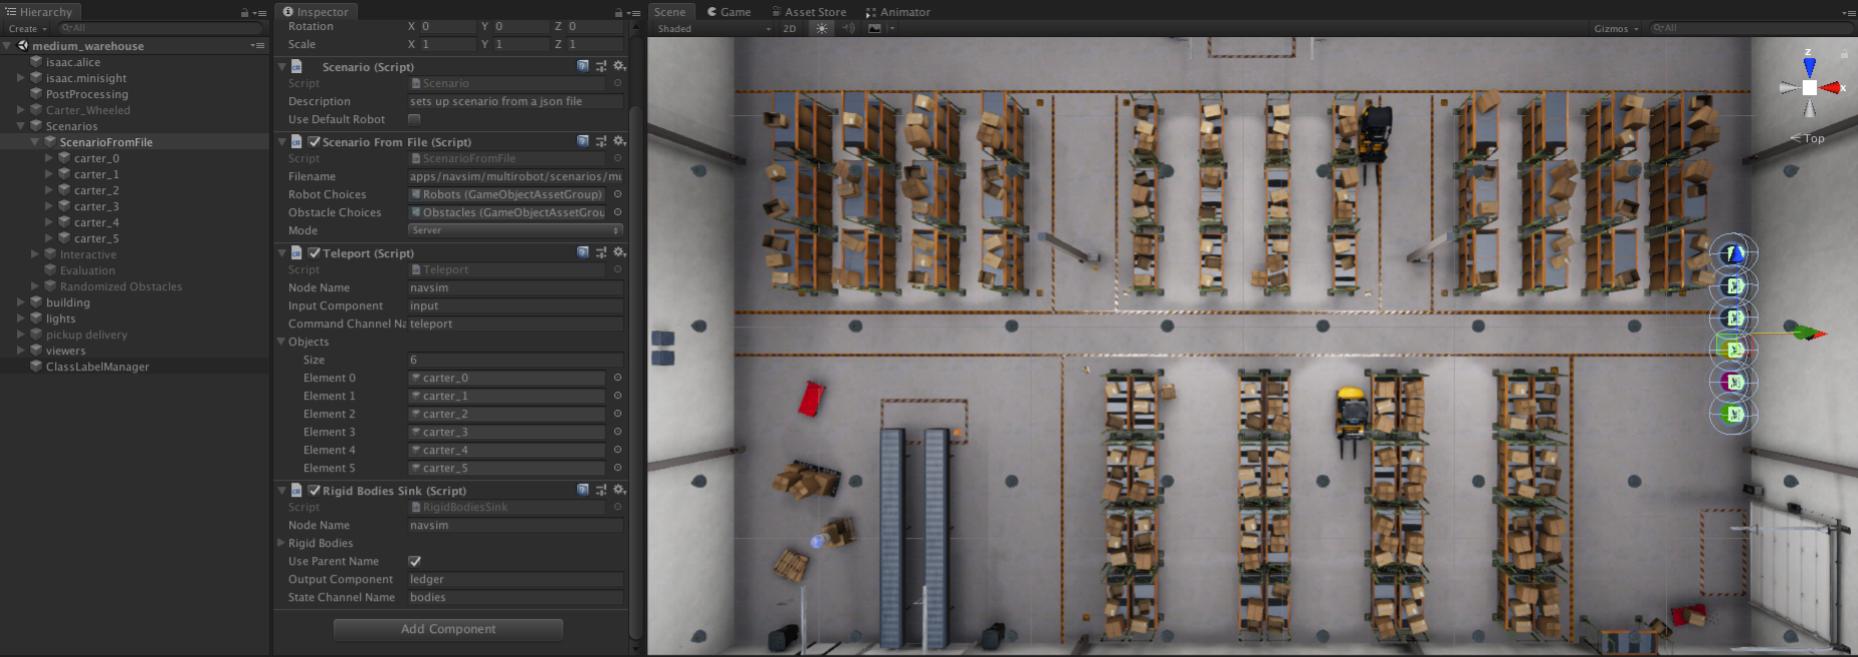 Hierarchy
Create
All
medium_warehouse
isaac.alice
isaac.minisight
PostProcessing
Carter_Wheeled
Scenarios
ScenarioFromFile
carter_0
carter_1
carter_2
carter_3
carter_4
carter_5
Interactive
Evaluation
Randomized Obstacles
building
lights
pickup delivery
viewers
ClassLabelManager
Inspector
Rotation X 0 Y 0 Z 0
Scale X 1 Y 1 Z 1
Scenario (Script)
Script Scenario
Description sets up scenario from a json file
Use Default Robot
Scenario From File (Script)
Script ScenarioFromFile
Filename apps/navsim/multirobot/scenarios/mu
Robot Choices Robots (GameObjectAssetGroup)
Obstacle Choices Obstacles (GameObjectAssetGrou
Mode Server
Teleport (Script)
Script Teleport
Node Name navsim
Input Component input
Command Channel Na teleport
Objects
Size 6
Element 0 carter_0
Element 1 carter_1
Element 2 carter_2
Element 3 carter_3
Element 4 carter_4
Element 5 carter_5
Rigid Bodies Sink (Script)
Script RigidBodiesSink
Node Name navsim
Rigid Bodies
Use Parent Name
Output Component ledger
State Channel Name bodies
Add Component
Scene Game Asset Store Animator
Shaded 2D Gizmos All
z
x
Top